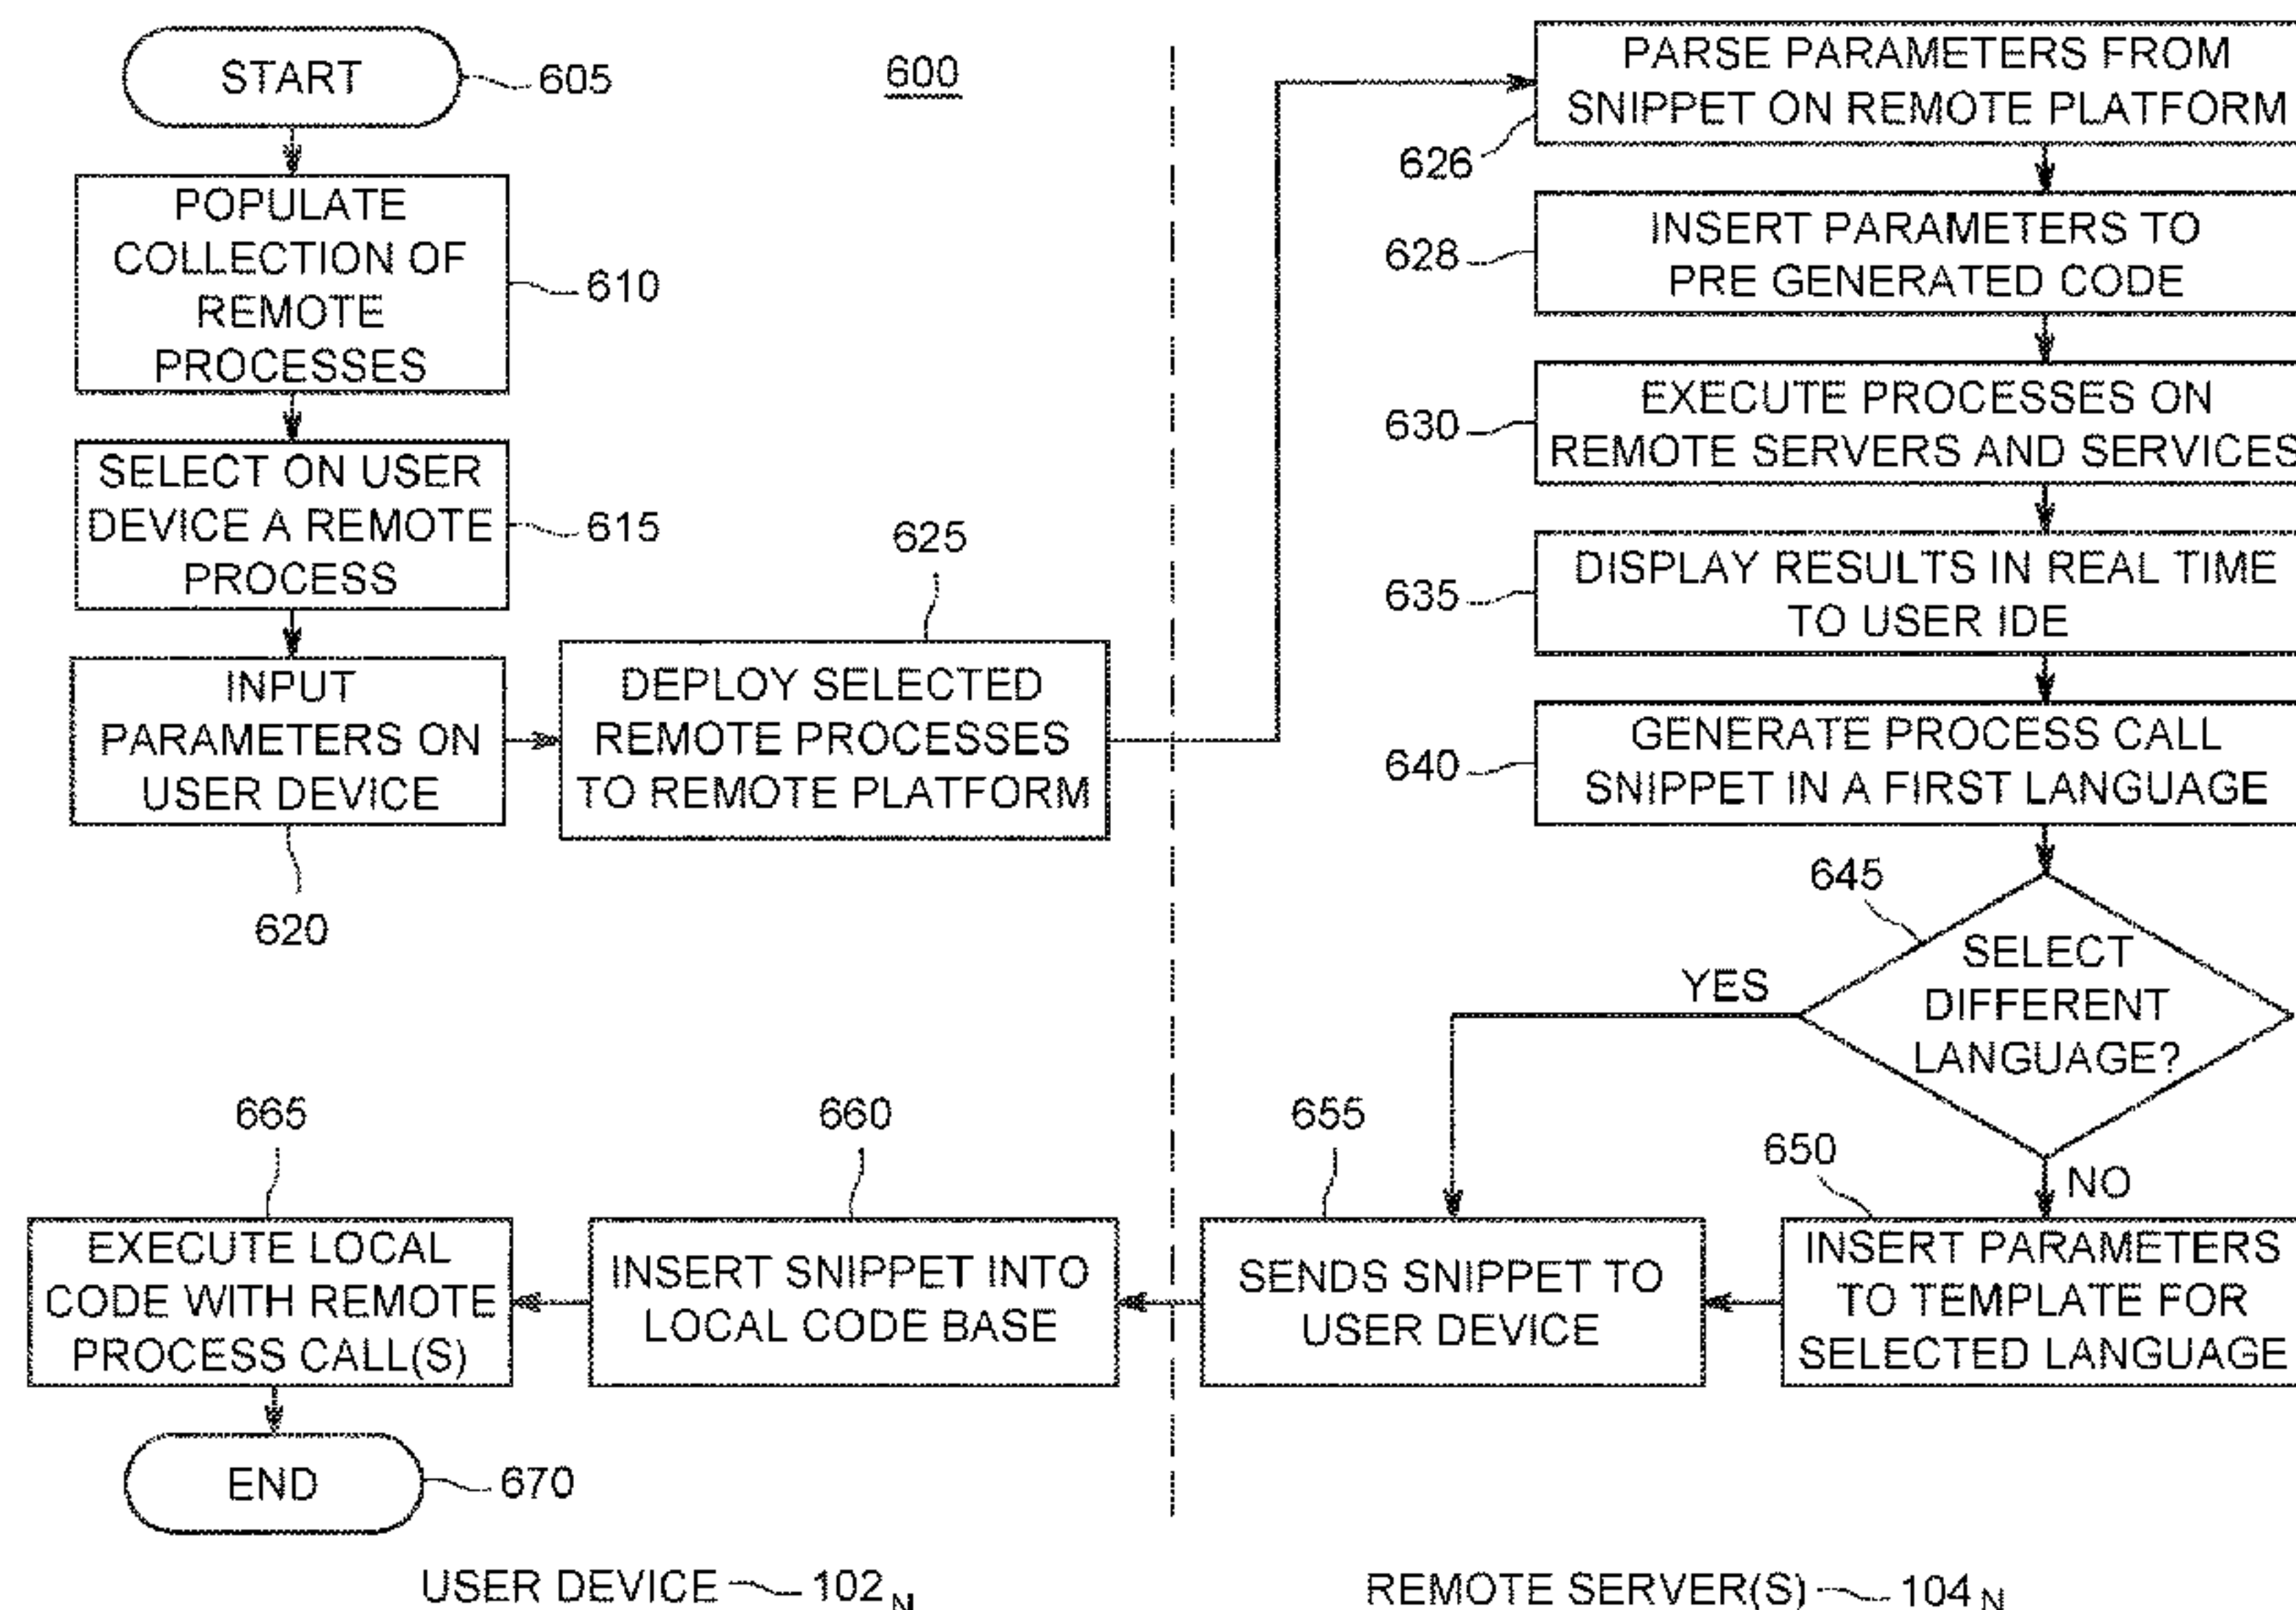 START
605
600
POPULATE
COLLECTION OF
REMOTE
PROCESSES
610
SELECT ON USER
DEVICE A REMOTE
PROCESS
615
INPUT
PARAMETERS ON
USER DEVICE
620
625
DEPLOY SELECTED
REMOTE PROCESSES
TO REMOTE PLATFORM
PARSE PARAMETERS FROM
SNIPPET ON REMOTE PLATFORM
626
INSERT PARAMETERS TO
PRE GENERATED CODE
628
EXECUTE PROCESSES ON
REMOTE SERVERS AND SERVICES
630
DISPLAY RESULTS IN REAL TIME
TO USER IDE
635
GENERATE PROCESS CALL
SNIPPET IN A FIRST LANGUAGE
640
645
SELECT
DIFFERENT
LANGUAGE?
YES
NO
650
INSERT PARAMETERS
TO TEMPLATE FOR
SELECTED LANGUAGE
655
SENDS SNIPPET TO
USER DEVICE
660
INSERT SNIPPET INTO
LOCAL CODE BASE
665
EXECUTE LOCAL
CODE WITH REMOTE
PROCESS CALL(S)
END
670
USER DEVICE 102 N
REMOTE SERVER(S) 104 N